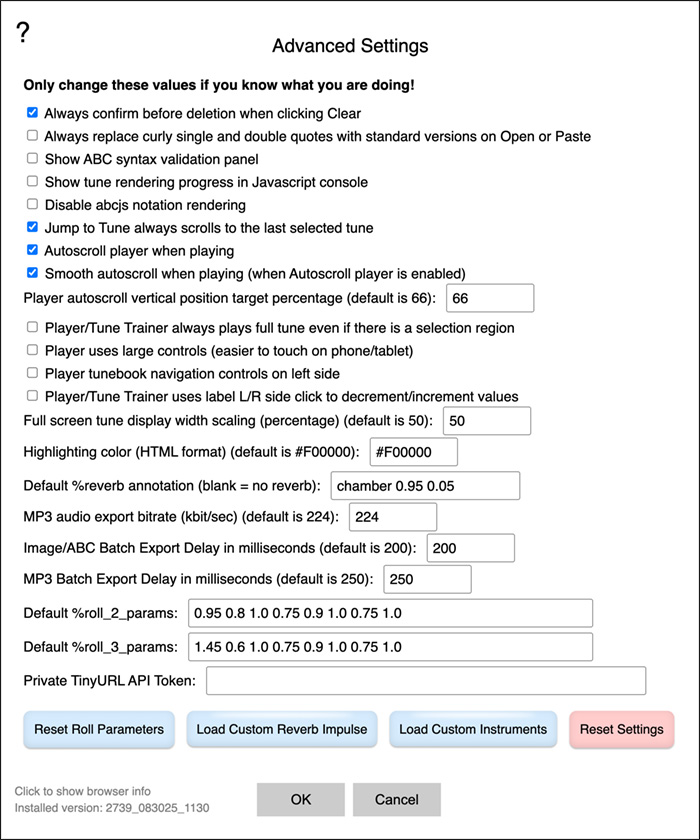 ?
Advanced Settings
Only change these values if you know what you are doing!
Always confirm before deletion when clicking Clear
Always replace curly single and double quotes with standard versions on Open or Paste
Show ABC syntax validation panel
Show tune rendering progress in Javascript console
Disable abcjs notation rendering
Jump to Tune always scrolls to the last selected tune
Autoscroll player when playing
Smooth autoscroll when playing (when Autoscroll player is enabled)
Player autoscroll vertical position target percentage (default is 66): 66
Player/Tune Trainer always plays full tune even if there is a selection region
Player uses large controls (easier to touch on phone/tablet)
Player tunebook navigation controls on left side
Player/Tune Trainer uses label L/R side click to decrement/increment values
Full screen tune display width scaling (percentage) (default is 50): 50
Highlighting color (HTML format) (default is #F00000): #F00000
Default %reverb annotation (blank = no reverb): chamber 0.95 0.05
MP3 audio export bitrate (kbit/sec) (default is 224): 224
Image/ABC Batch Export Delay in milliseconds (default is 200): 200
MP3 Batch Export Delay in milliseconds (default is 250): 250
Default %roll_2_params: 0.95 0.8 1.0 0.75 0.9 1.0 0.75 1.0
Default %roll_3_params: 1.45 0.6 1.0 0.75 0.9 1.0 0.75 1.0
Private TinyURL API Token:
Reset Roll Parameters Load Custom Reverb Impulse Load Custom Instruments Reset Settings
Click to show browser info
Installed version: 2739_083025_1130
OK Cancel